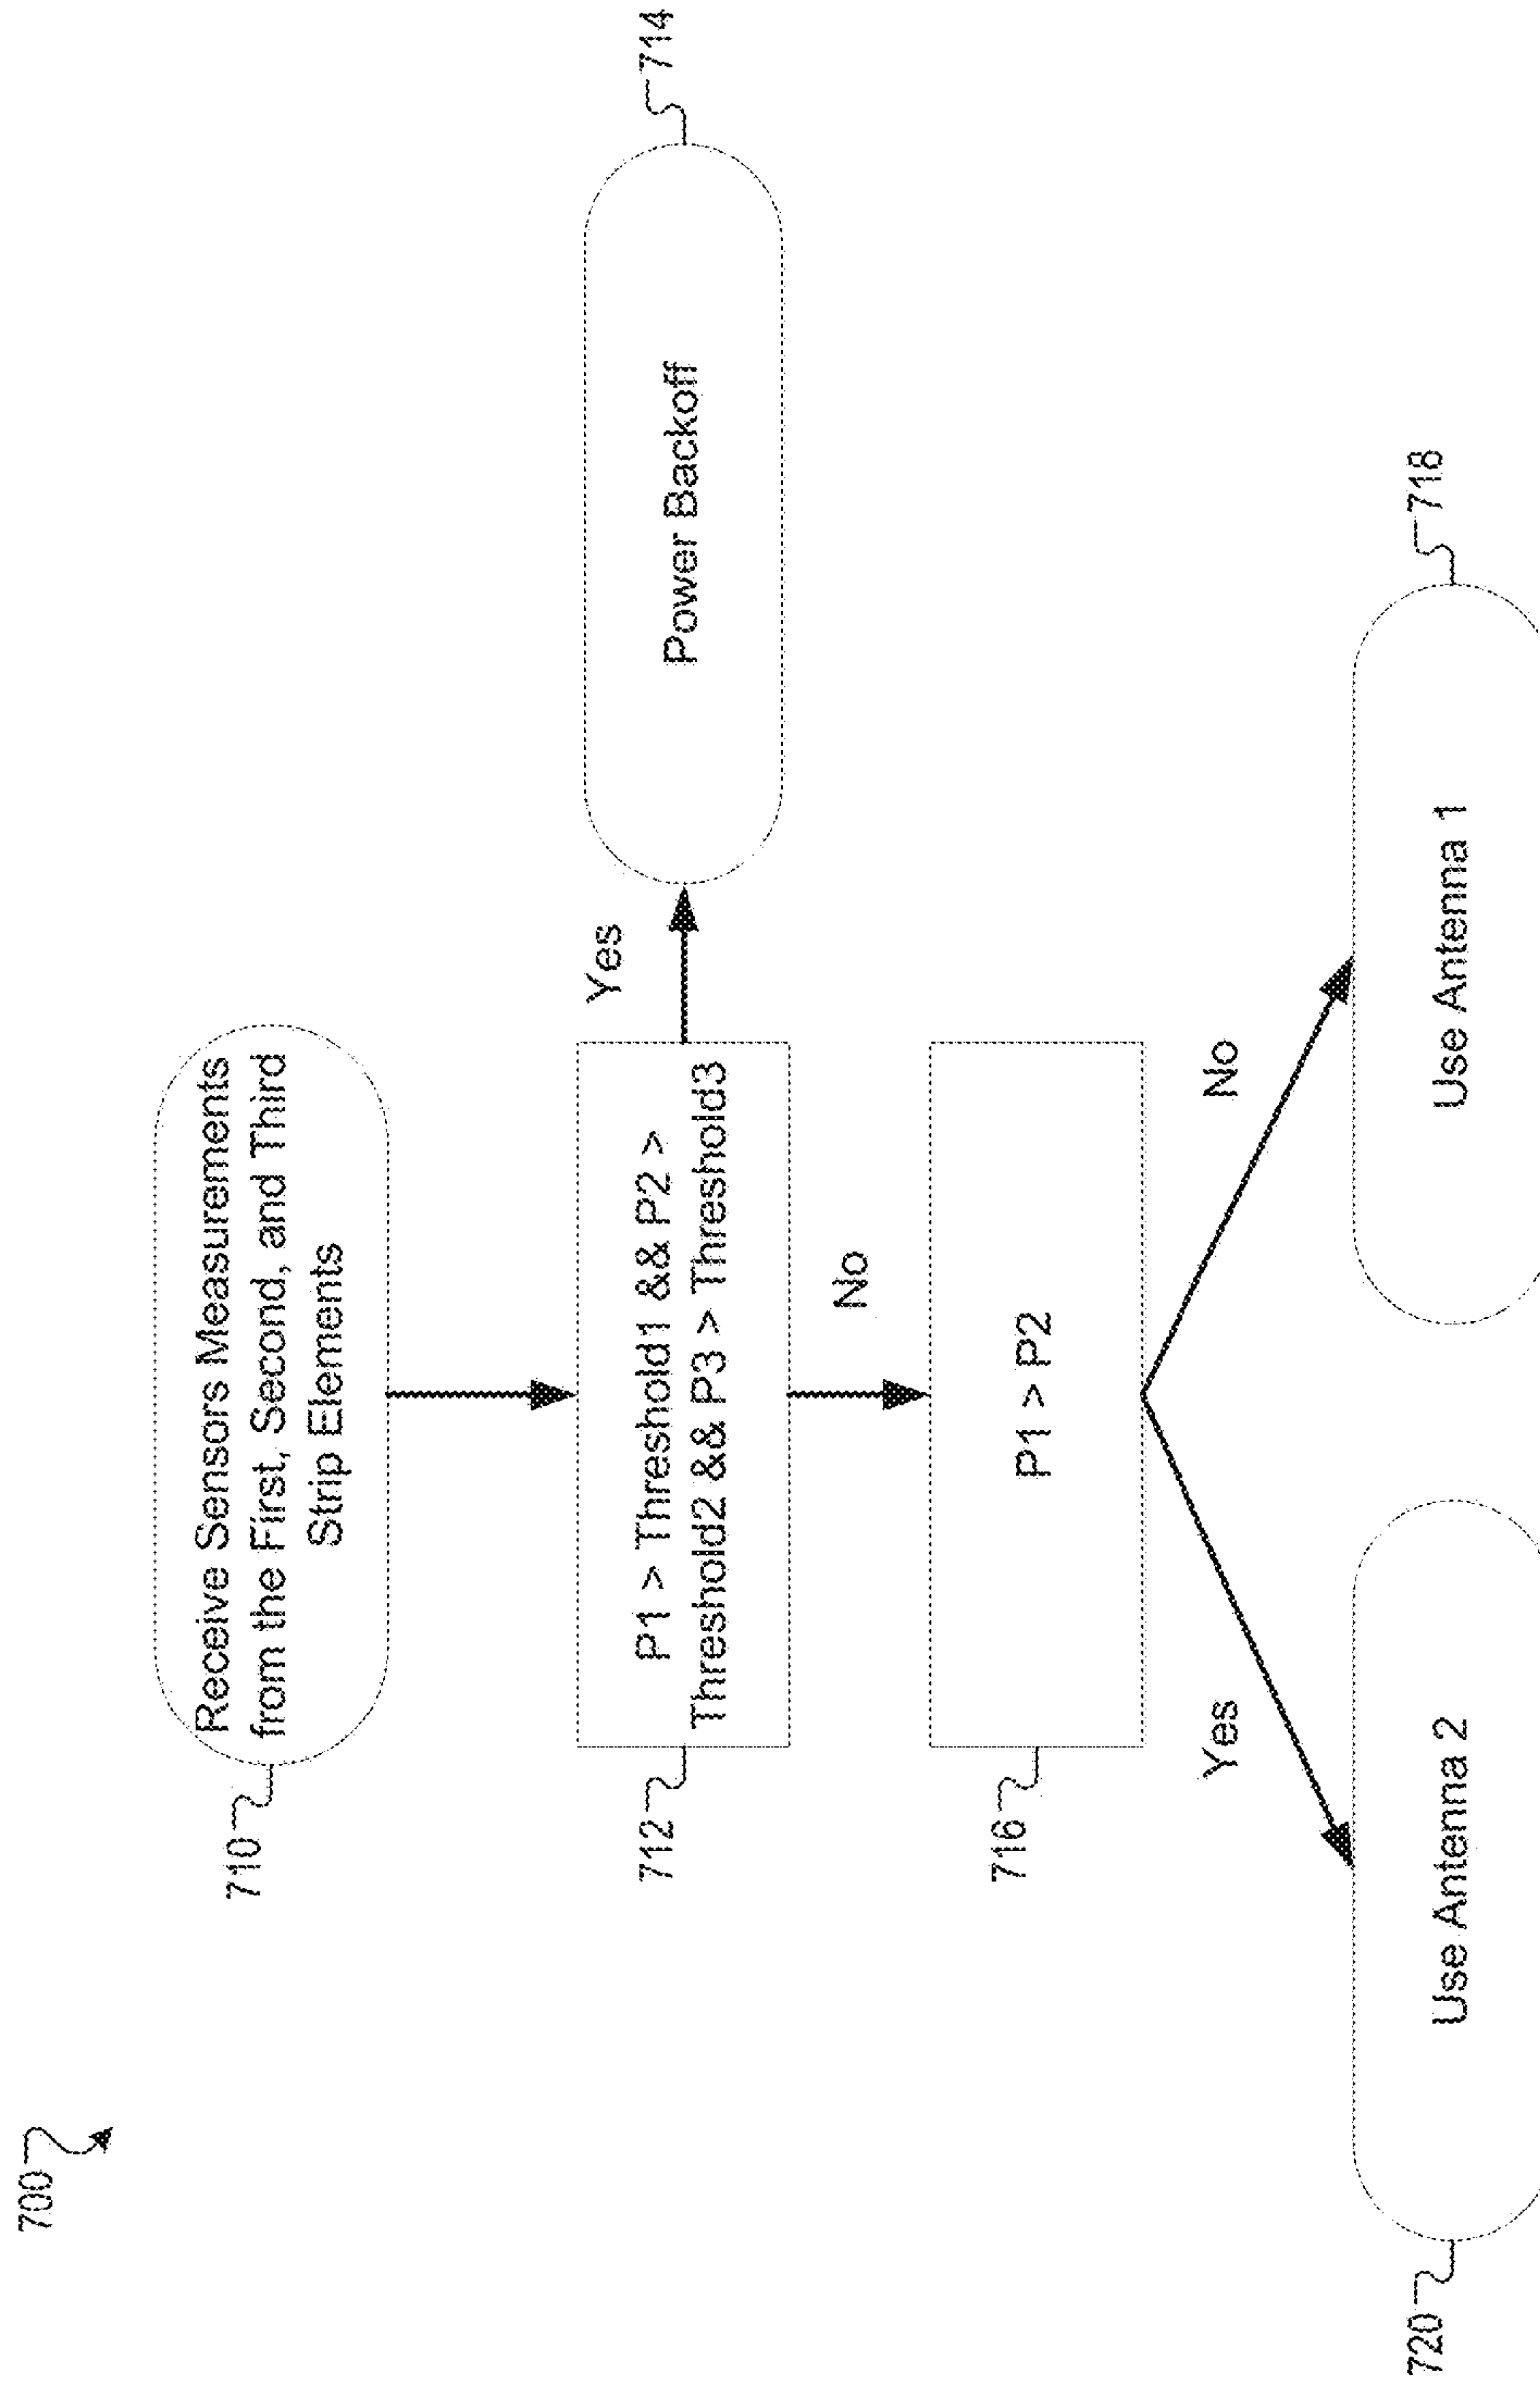 700
710
Receive Sensors Measurements
from the First, Second, and Third
Strip Elements
712
P1 > Threshold1 && P2 >
Threshold2 && P3 > Threshold3
Yes
Power Backoff
714
No
716
P1 > P2
Yes
No
720
Use Antenna 2
Use Antenna 1
718